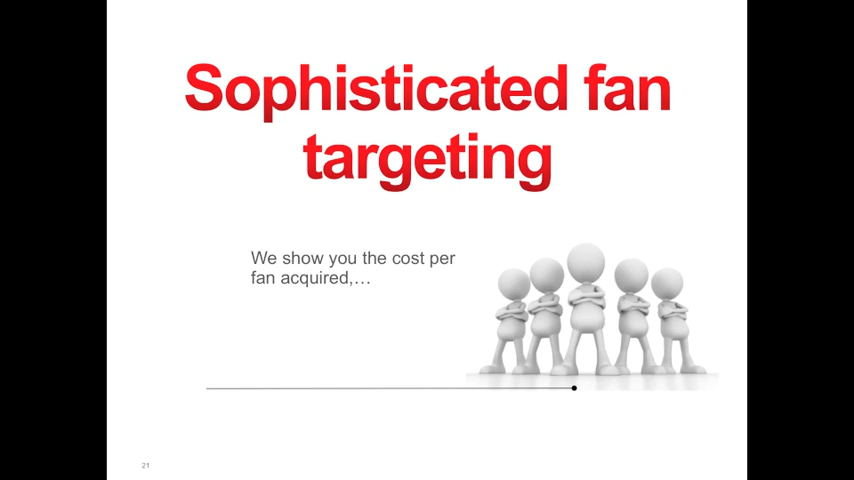 Sophisticated fan
targeting
We show you the cost per
fan acquired,…
21